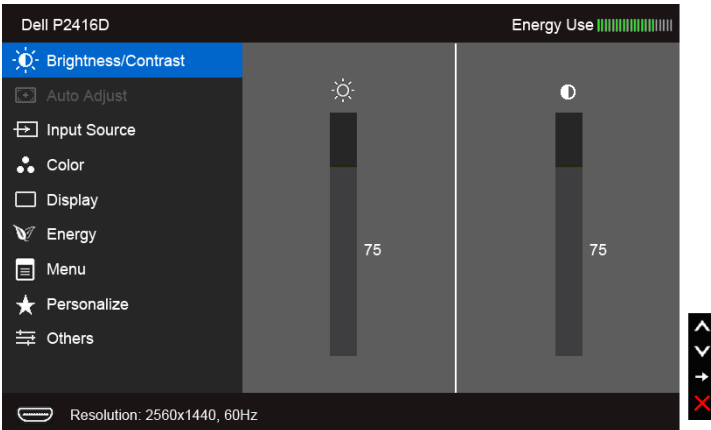 Dell P2416D
Energy Use
Brightness/Contrast
Auto Adjust
Input Source
Color
Display
Energy
Menu
Personalize
Others
75
75
Resolution: 2560x1440, 60Hz